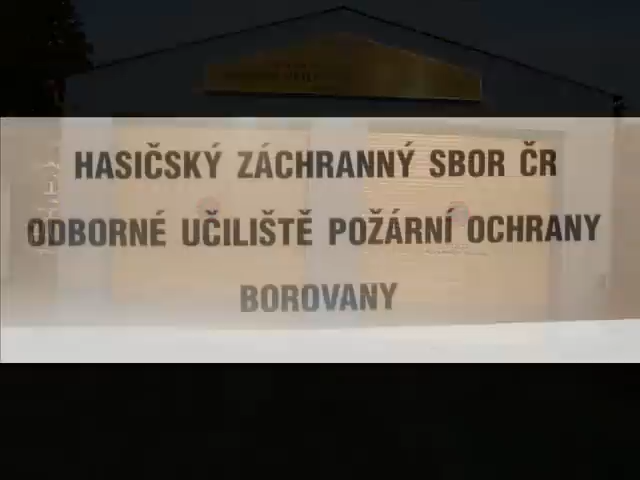 HASIČSKÝ ZÁCHRANNÝ SBOR ČR
ODBORNÉ UČILIŠTĚ POŽÁRNÍ OCHRANY
BOROVANY